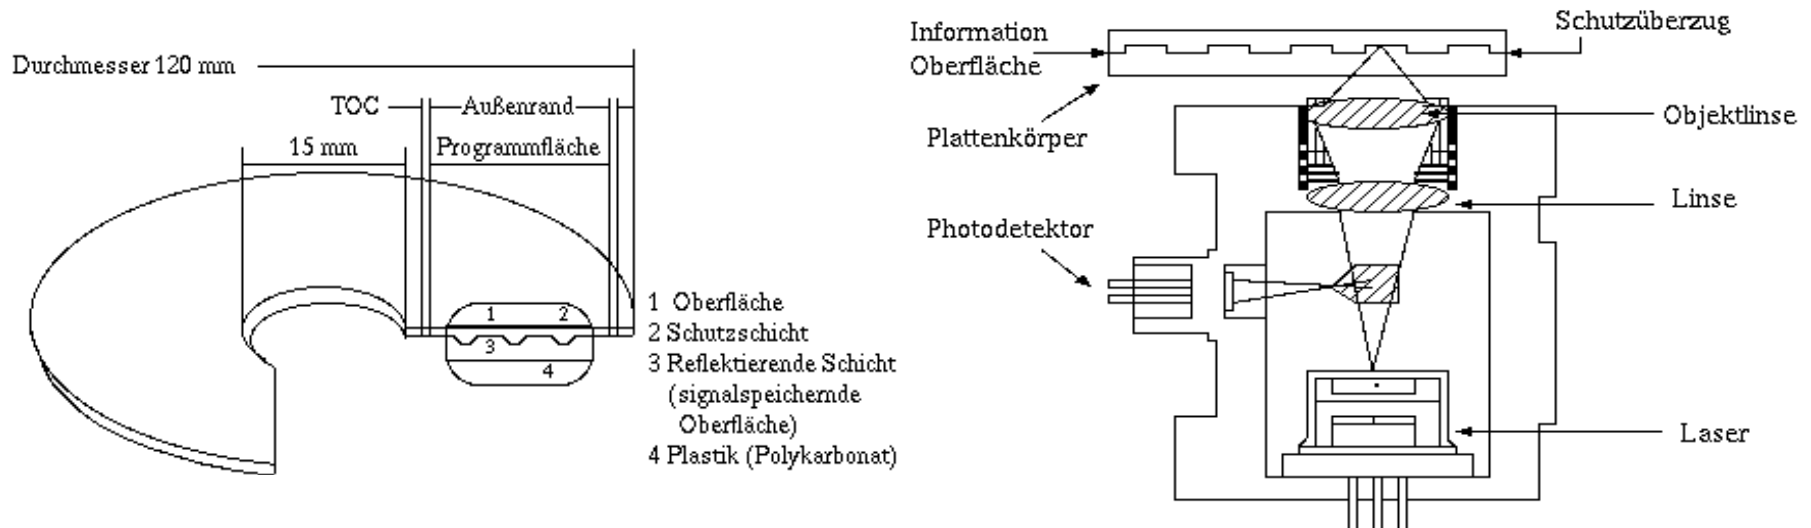 Durchmesser 120 mm
TOC
Außenrand
15 mm
Programmfläche
1
2
3
4
1 Oberfläche
2 Schutzschicht
3 Reflektierende Schicht
(signalspeichernde
Oberfläche)
4 Plastik (Polykarbonat)
Information
Oberfläche
Schutzüberzug
Plattenkörper
Objektlinse
Linse
Photodetektor
Laser